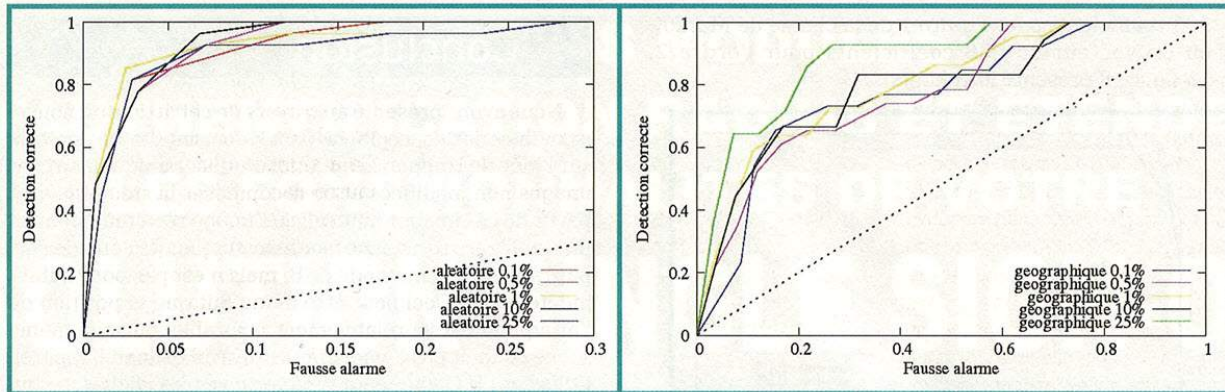 Detection correcte
1
0.8
0.6
0.4
0.2
0
0
0.05
0.1
0.15
0.2
0.25
0.3
Fausse alarme
aleatoire 0.1%
aleatoire 0.5%
aleatoire 1%
aleatoire 10%
aleatoire 25%
Detection correcte
1
0.8
0.6
0.4
0.2
0
0
0.2
0.4
0.6
0.8
1
Fausse alarme
geographique 0.1%
geographique 0.5%
geographique 1%
geographique 10%
geographique 25%